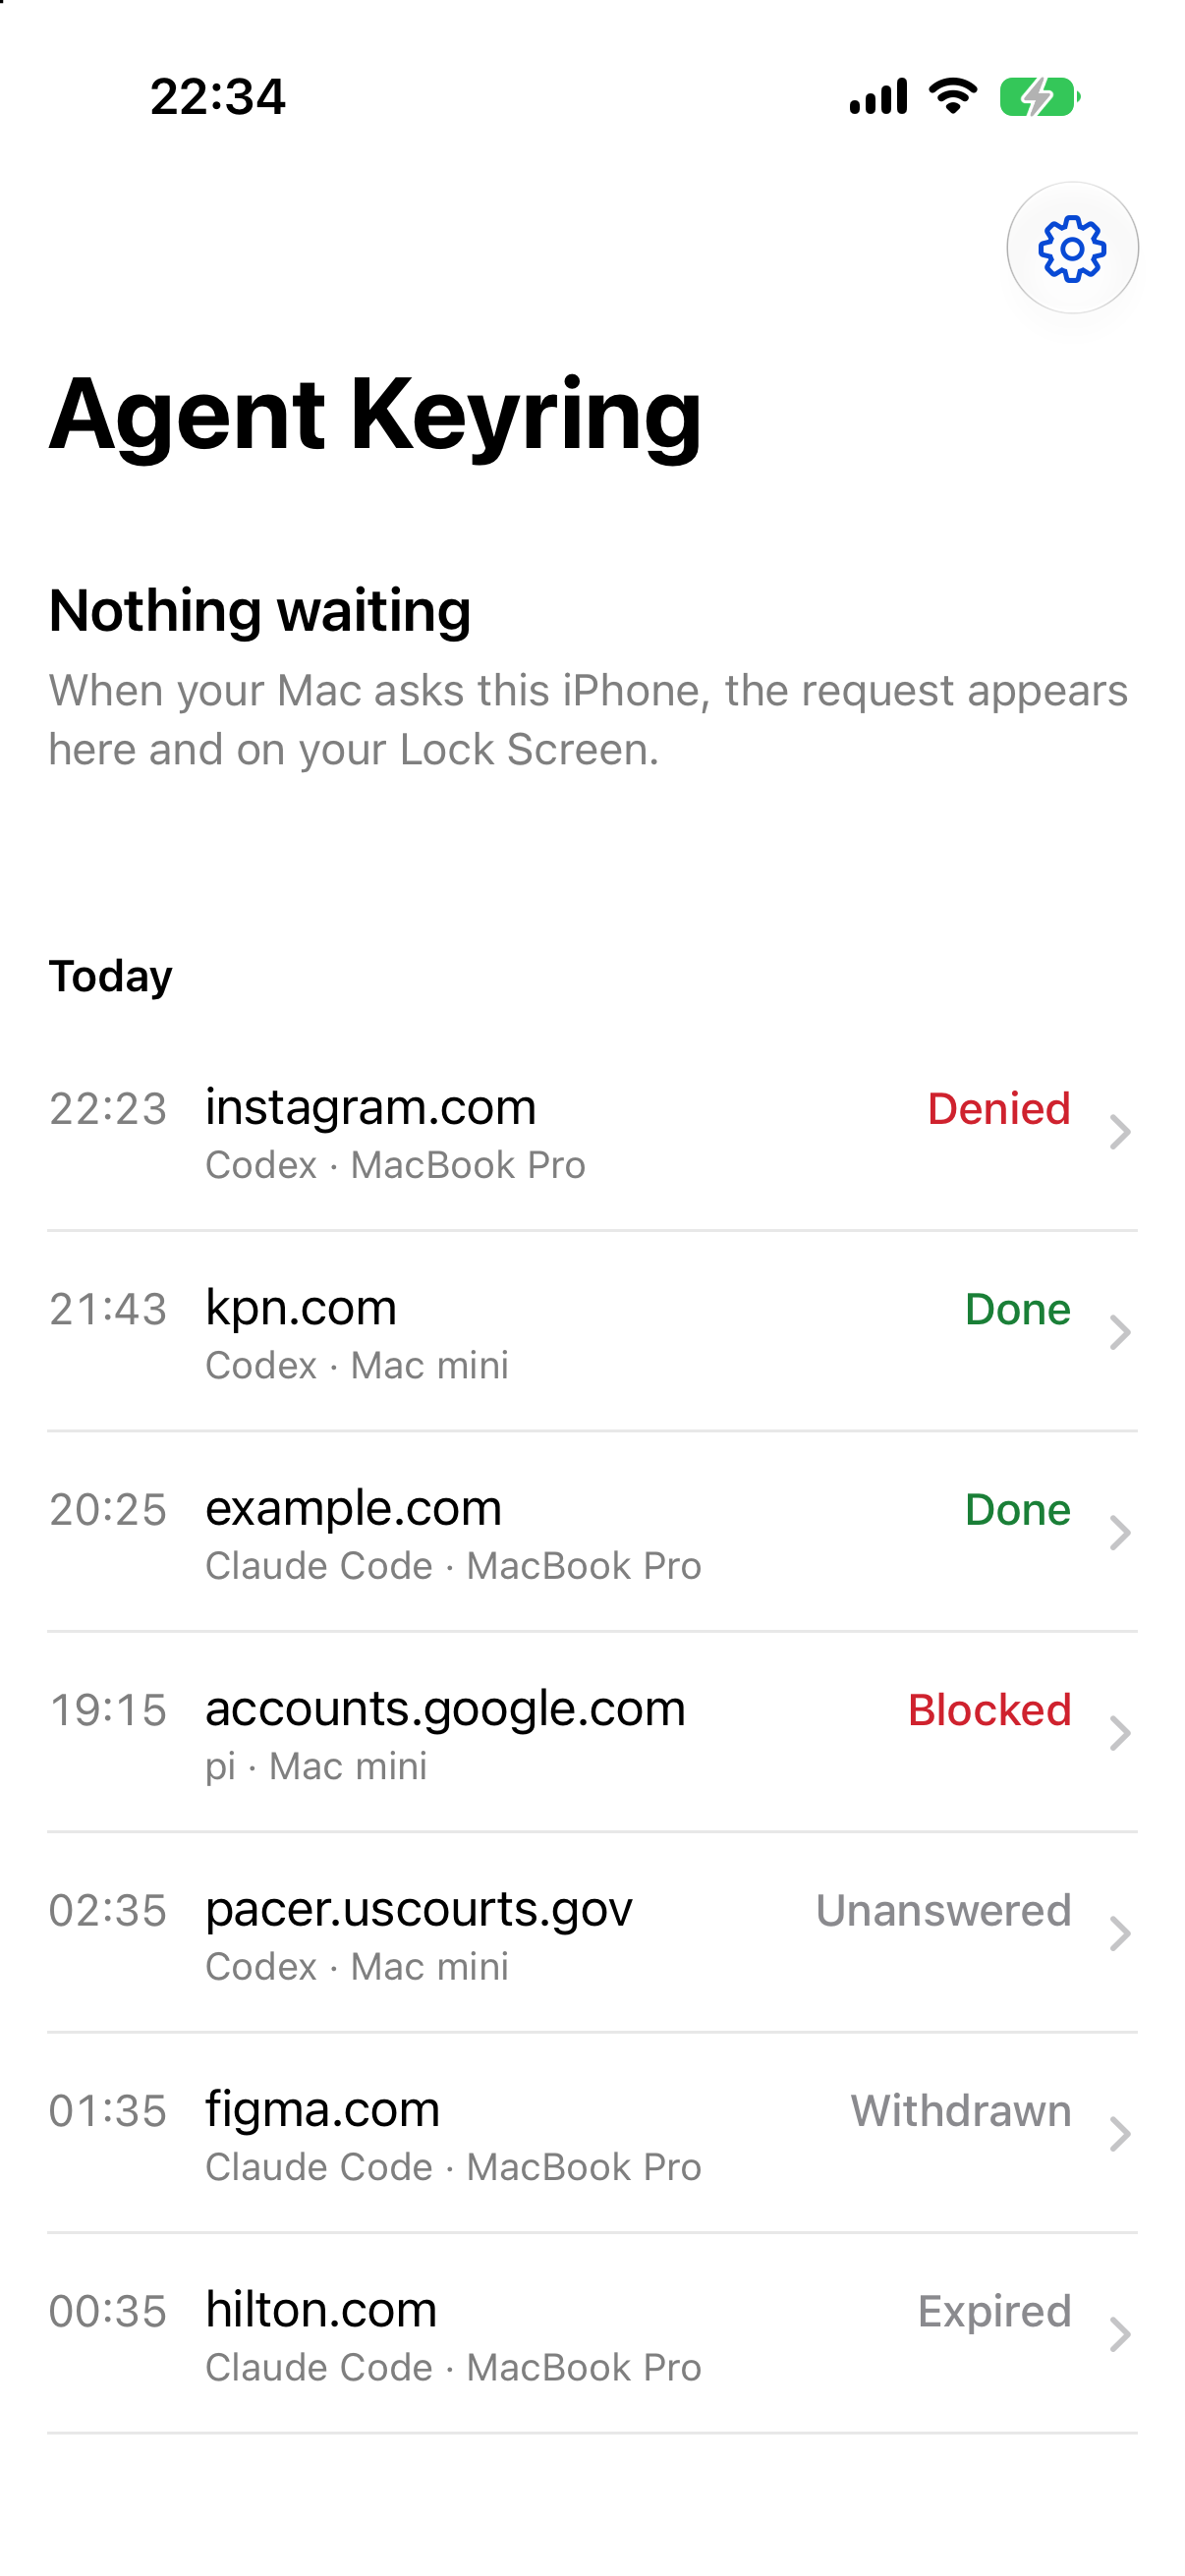 22:34
Agent Keyring
Nothing waiting
When your Mac asks this iPhone, the request appears
here and on your Lock Screen.
Today
22:23 instagram.com Denied
Codex · MacBook Pro
21:43 kpn.com Done
Codex · Mac mini
20:25 example.com Done
Claude Code · MacBook Pro
19:15 accounts.google.com Blocked
pi · Mac mini
02:35 pacer.uscourts.gov Unanswered
Codex · Mac mini
01:35 figma.com Withdrawn
Claude Code · MacBook Pro
00:35 hilton.com Expired
Claude Code · MacBook Pro